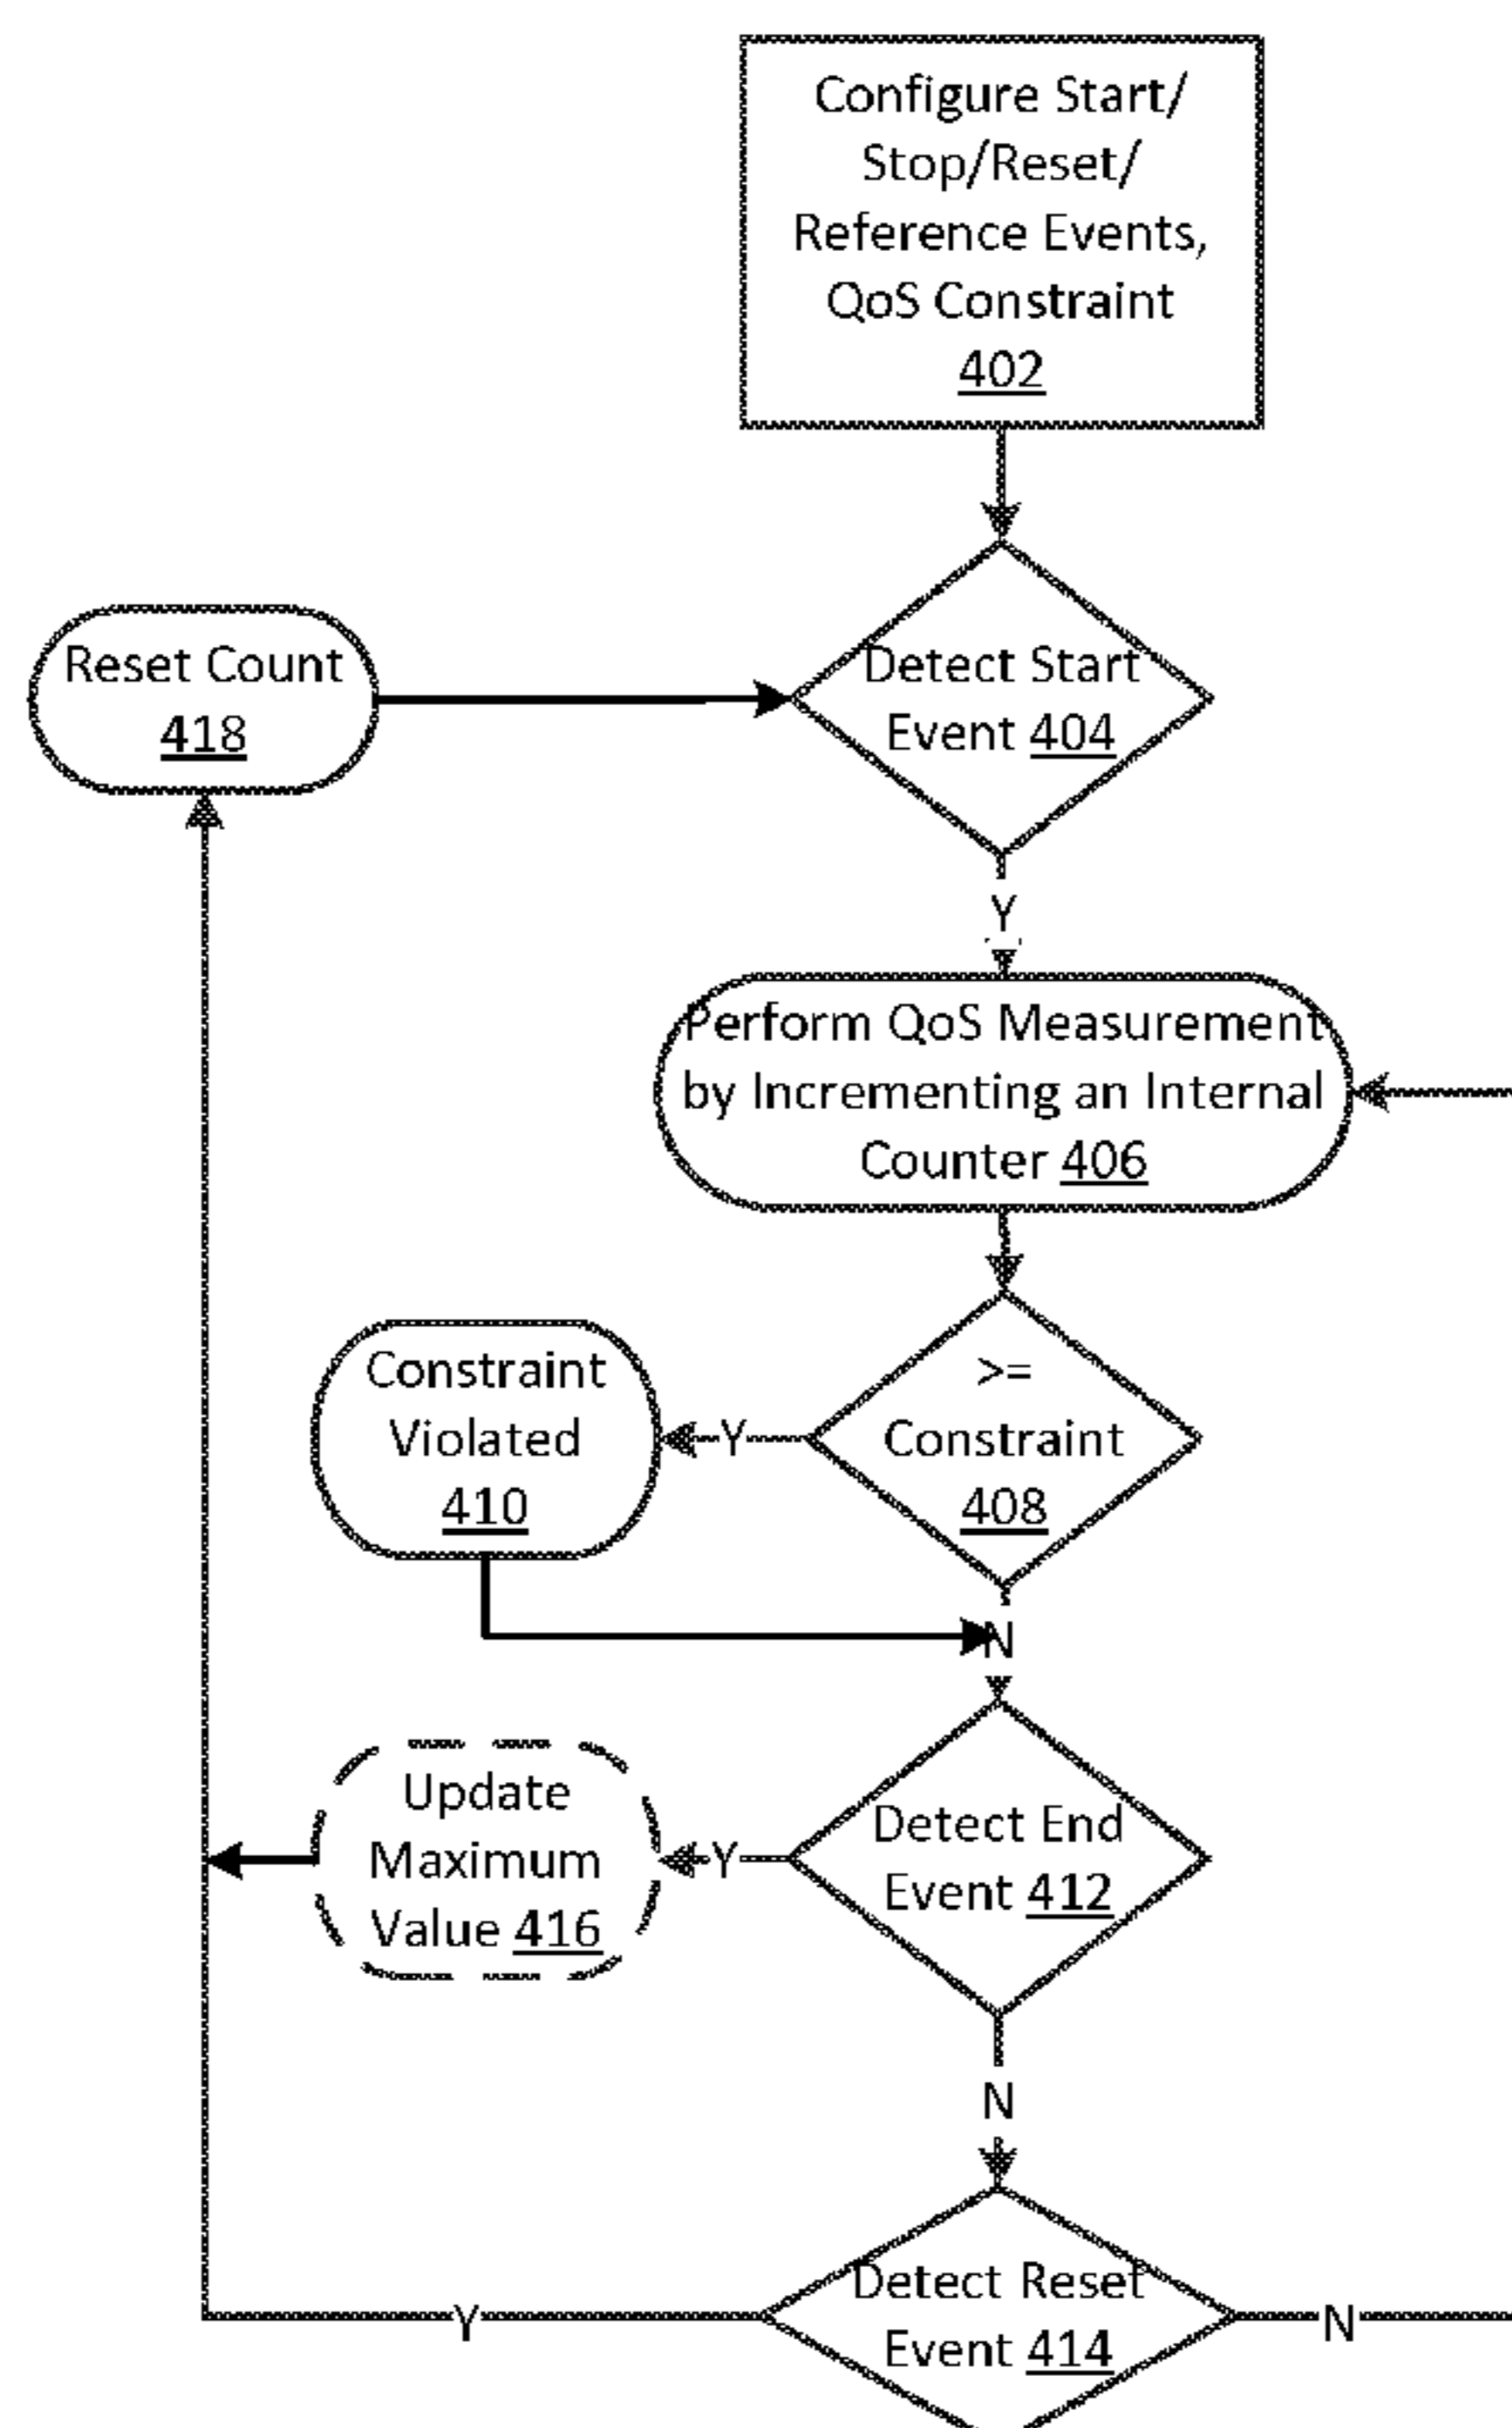 Configure Start/
Stop/Reset/
Reference Events,
QoS Constraint
402
Reset Count
418
Detect Start
Event 404
Y
Perform QoS Measurement
by Incrementing an Internal
Counter 406
>=
Constraint
408
Y
Constraint
Violated
410
N
Detect End
Event 412
Y
Update
Maximum
Value 416
N
Detect Reset
Event 414
Y
N